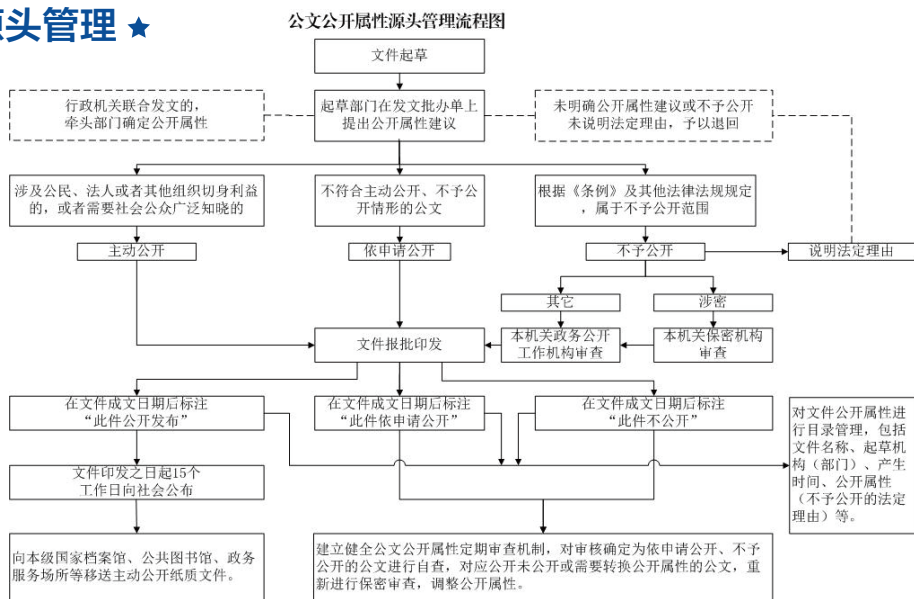 源头管理
公文公开属性源头管理流程图
文件起草
行政机关联合发文的，
牵头部门确定公开属性
起草部门在发文批办单上
提出公开属性建议
未明确公开属性建议或不予公开
未说明法定理由，予以退回
涉及公民、法人或者其他组织切身利益
的，或者需要社会公众广泛知晓的
不符合主动公开、不予公
开情形的公文
根据《条例》及其他法律法规规定
，属于不予公开范围
主动公开
依申请公开
不予公开
说明法定理由
其它
涉密
文件报批印发
本机关政务公开
工作机构审查
本机关保密机构
审查
在文件成文日期后标注
“此件公开发布”
在文件成文日期后标注
“此件依申请公开”
在文件成文日期后标注
“此件不公开”
对文件公开属性进
行目录管理，包括
文件名称、起草机
构（部门）、产生
时间、公开属性
（不予公开的法定
理由）等。
文件印发之日起15个
工作日向社会公布
向本级国家档案馆、公共图书馆、政务
服务场所等移送主动公开纸质文件。
建立健全公文公开属性定期审查机制，对审核确定为依申请公开、不予
公开的公文进行自查，对应公开未公开或需要转换公开属性的公文，重
新进行保密审查，调整公开属性。